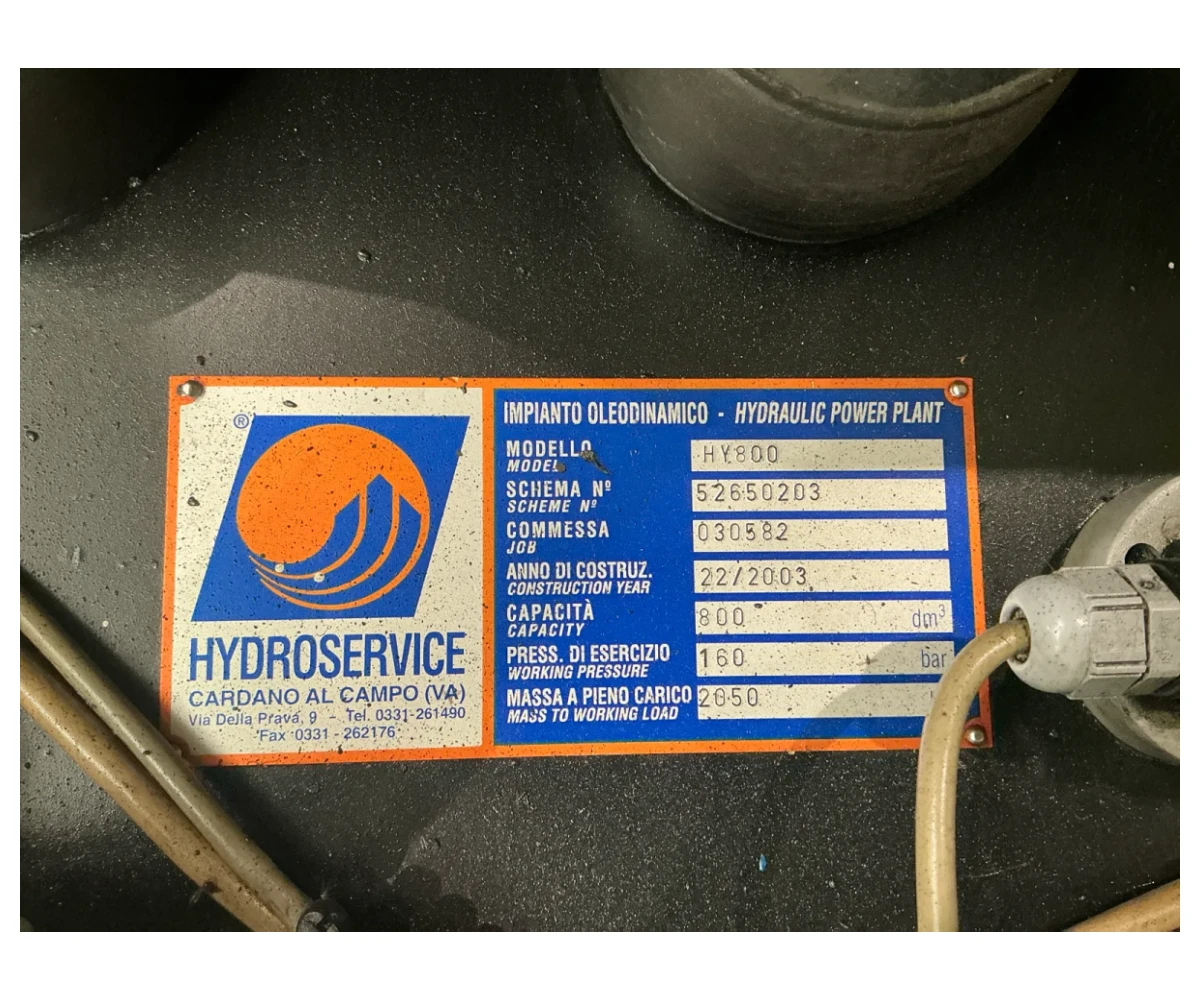 ®
HYDROSERVICE
CARDANO AL CAMPO (VA)
Via Della Prava, 9 - Tel. 0331-261490
Fax 0331 - 262176
IMPIANTO OLEODINAMICO - HYDRAULIC POWER PLANT
MODELLO HY800
MODEL
SCHEMA Nº 52650203
SCHEME Nº
COMMESSA 030582
JOB
ANNO DI COSTRUZ. 22/2003
CONSTRUCTION YEAR
CAPACITÀ 800 dm³
CAPACITY
PRESS. DI ESERCIZIO 160 bar
WORKING PRESSURE
MASSA A PIENO CARICO 2050
MASS TO WORKING LOAD